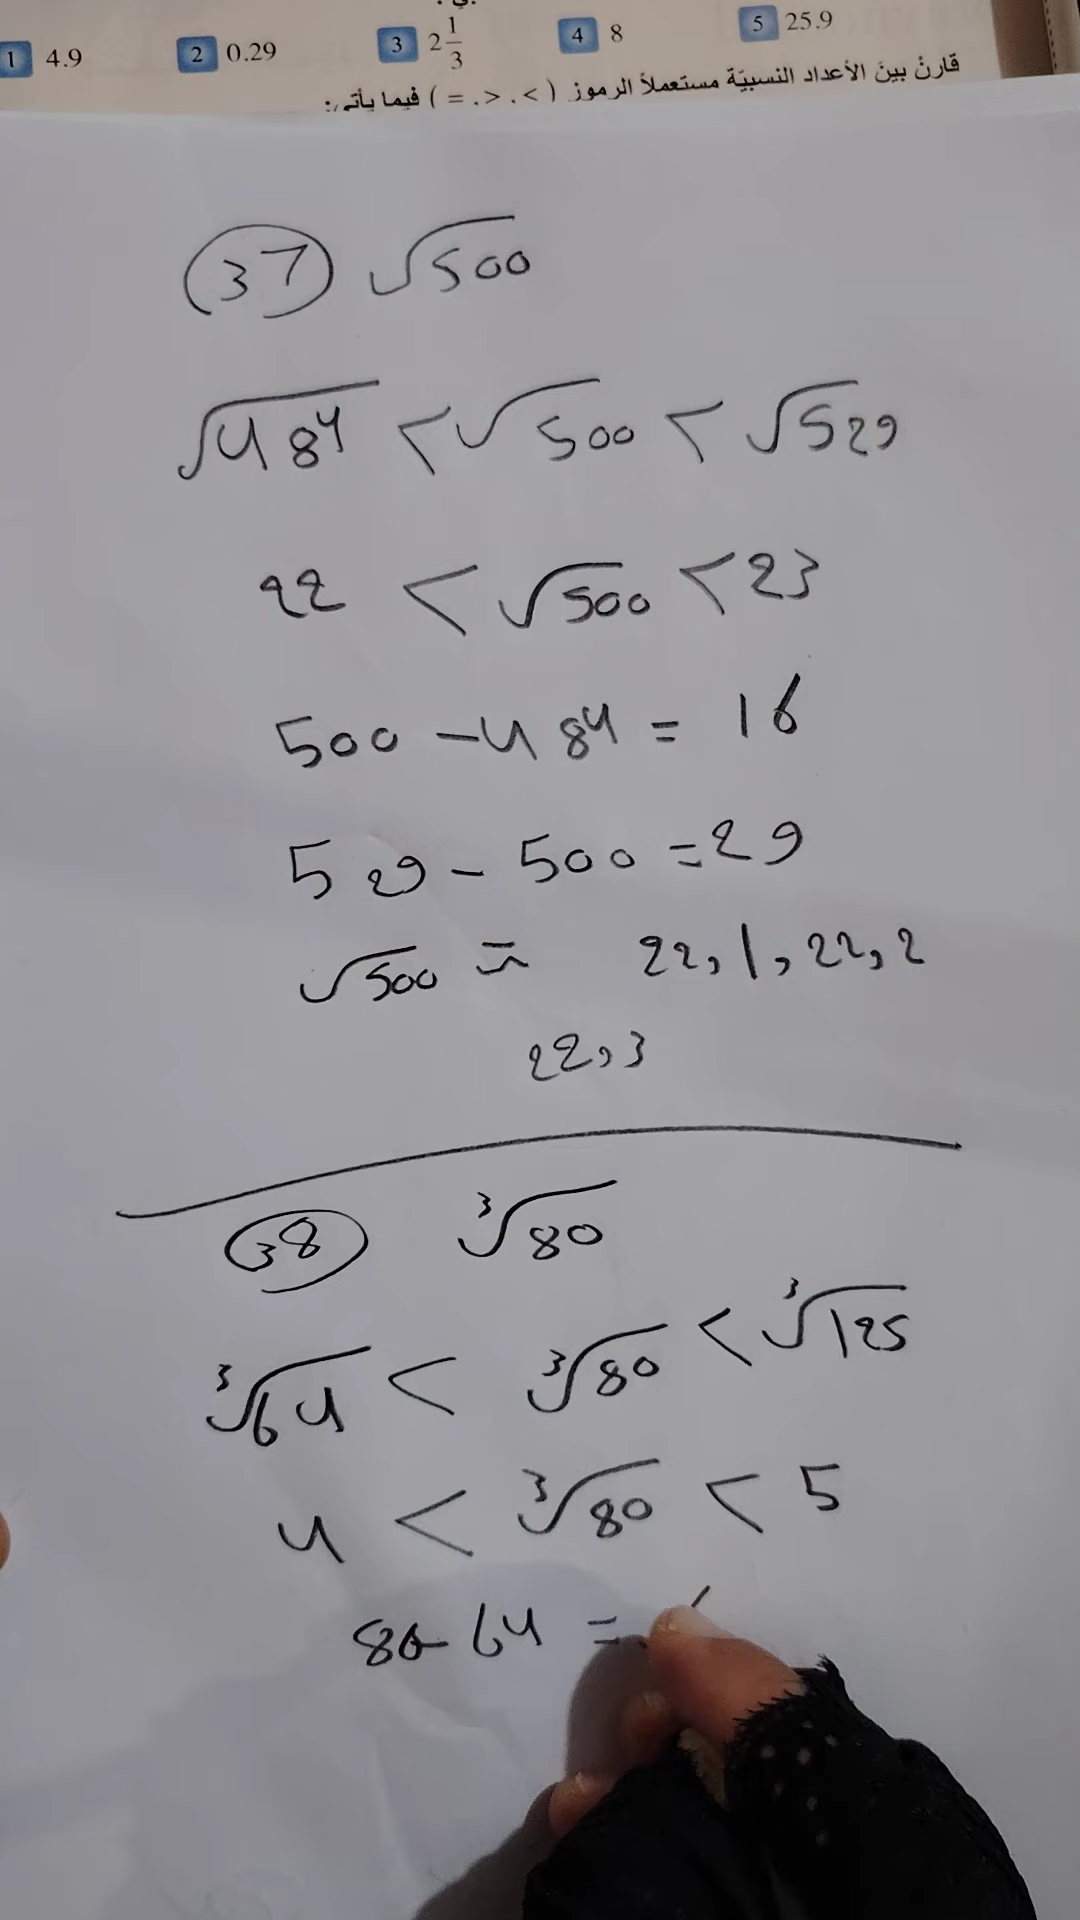 1 4.9 2 0.29 3 2 1/3 4 8 5 25.9
قارنْ بينَ الأعداد النسبيّة مستعملاً الرموز ( > ، < ، = ) فيما يأتي:
37 √500
√484 < √500 < √529
22 < √500 < 23
500 - 484 = 16
529 - 500 = 29
√500 ≈ 22,1, 22,2
22,3
38 ∛80
∛64 < ∛80 < ∛125
4 < ∛80 < 5
80 - 64 =